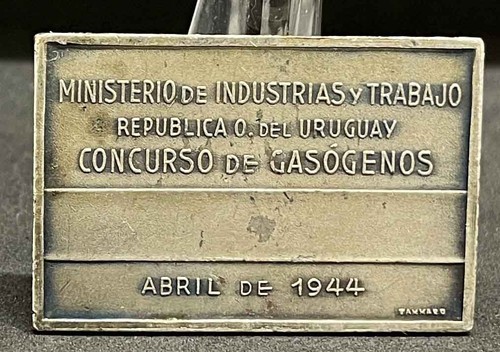 MINISTERIO DE INDUSTRIAS Y TRABAJO
REPUBLICA O. DEL URUGUAY
CONCURSO DE GASÓGENOS
ABRIL DE 1944
TAMMARO